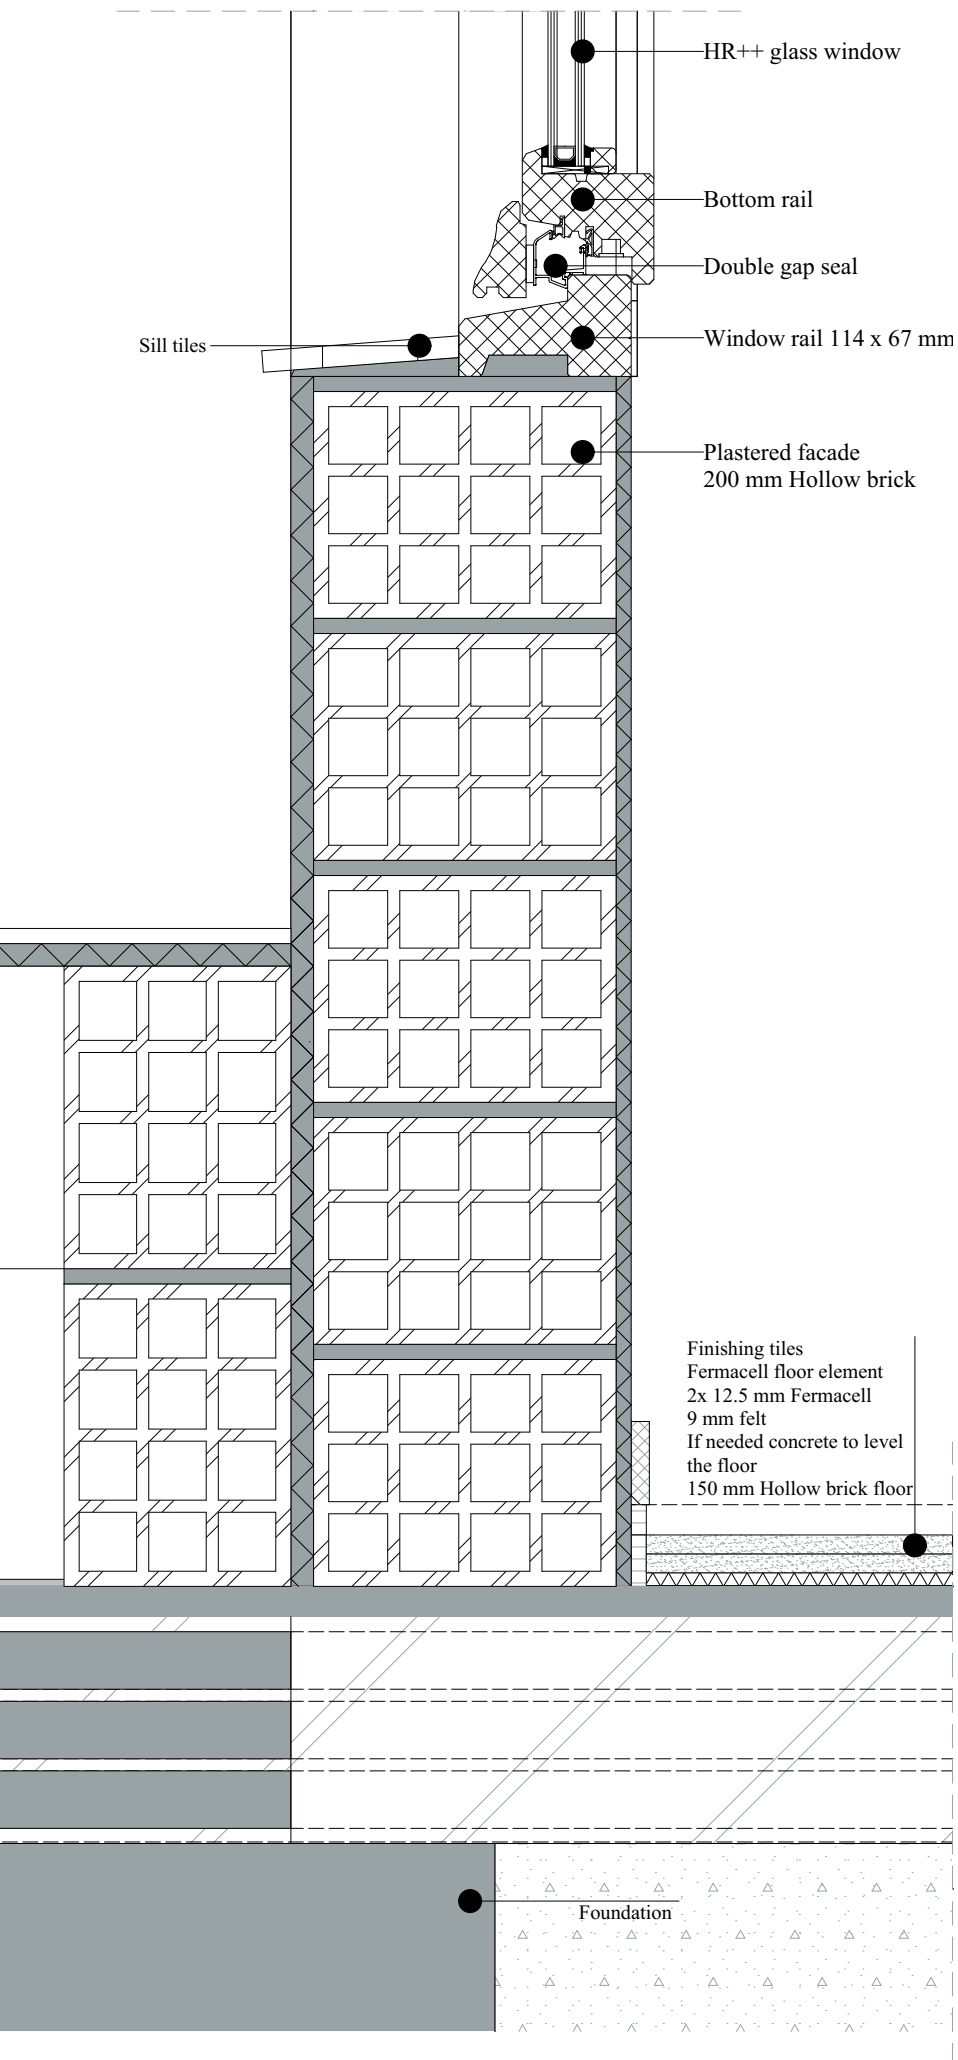 HR++ glass window
Bottom rail
Double gap seal
Sill tiles
Window rail 114 x 67 mm
Plastered facade
200 mm Hollow brick
Finishing tiles
Fermacell floor element
2x 12.5 mm Fermacell
9 mm felt
If needed concrete to level
the floor
150 mm Hollow brick floor
Foundation